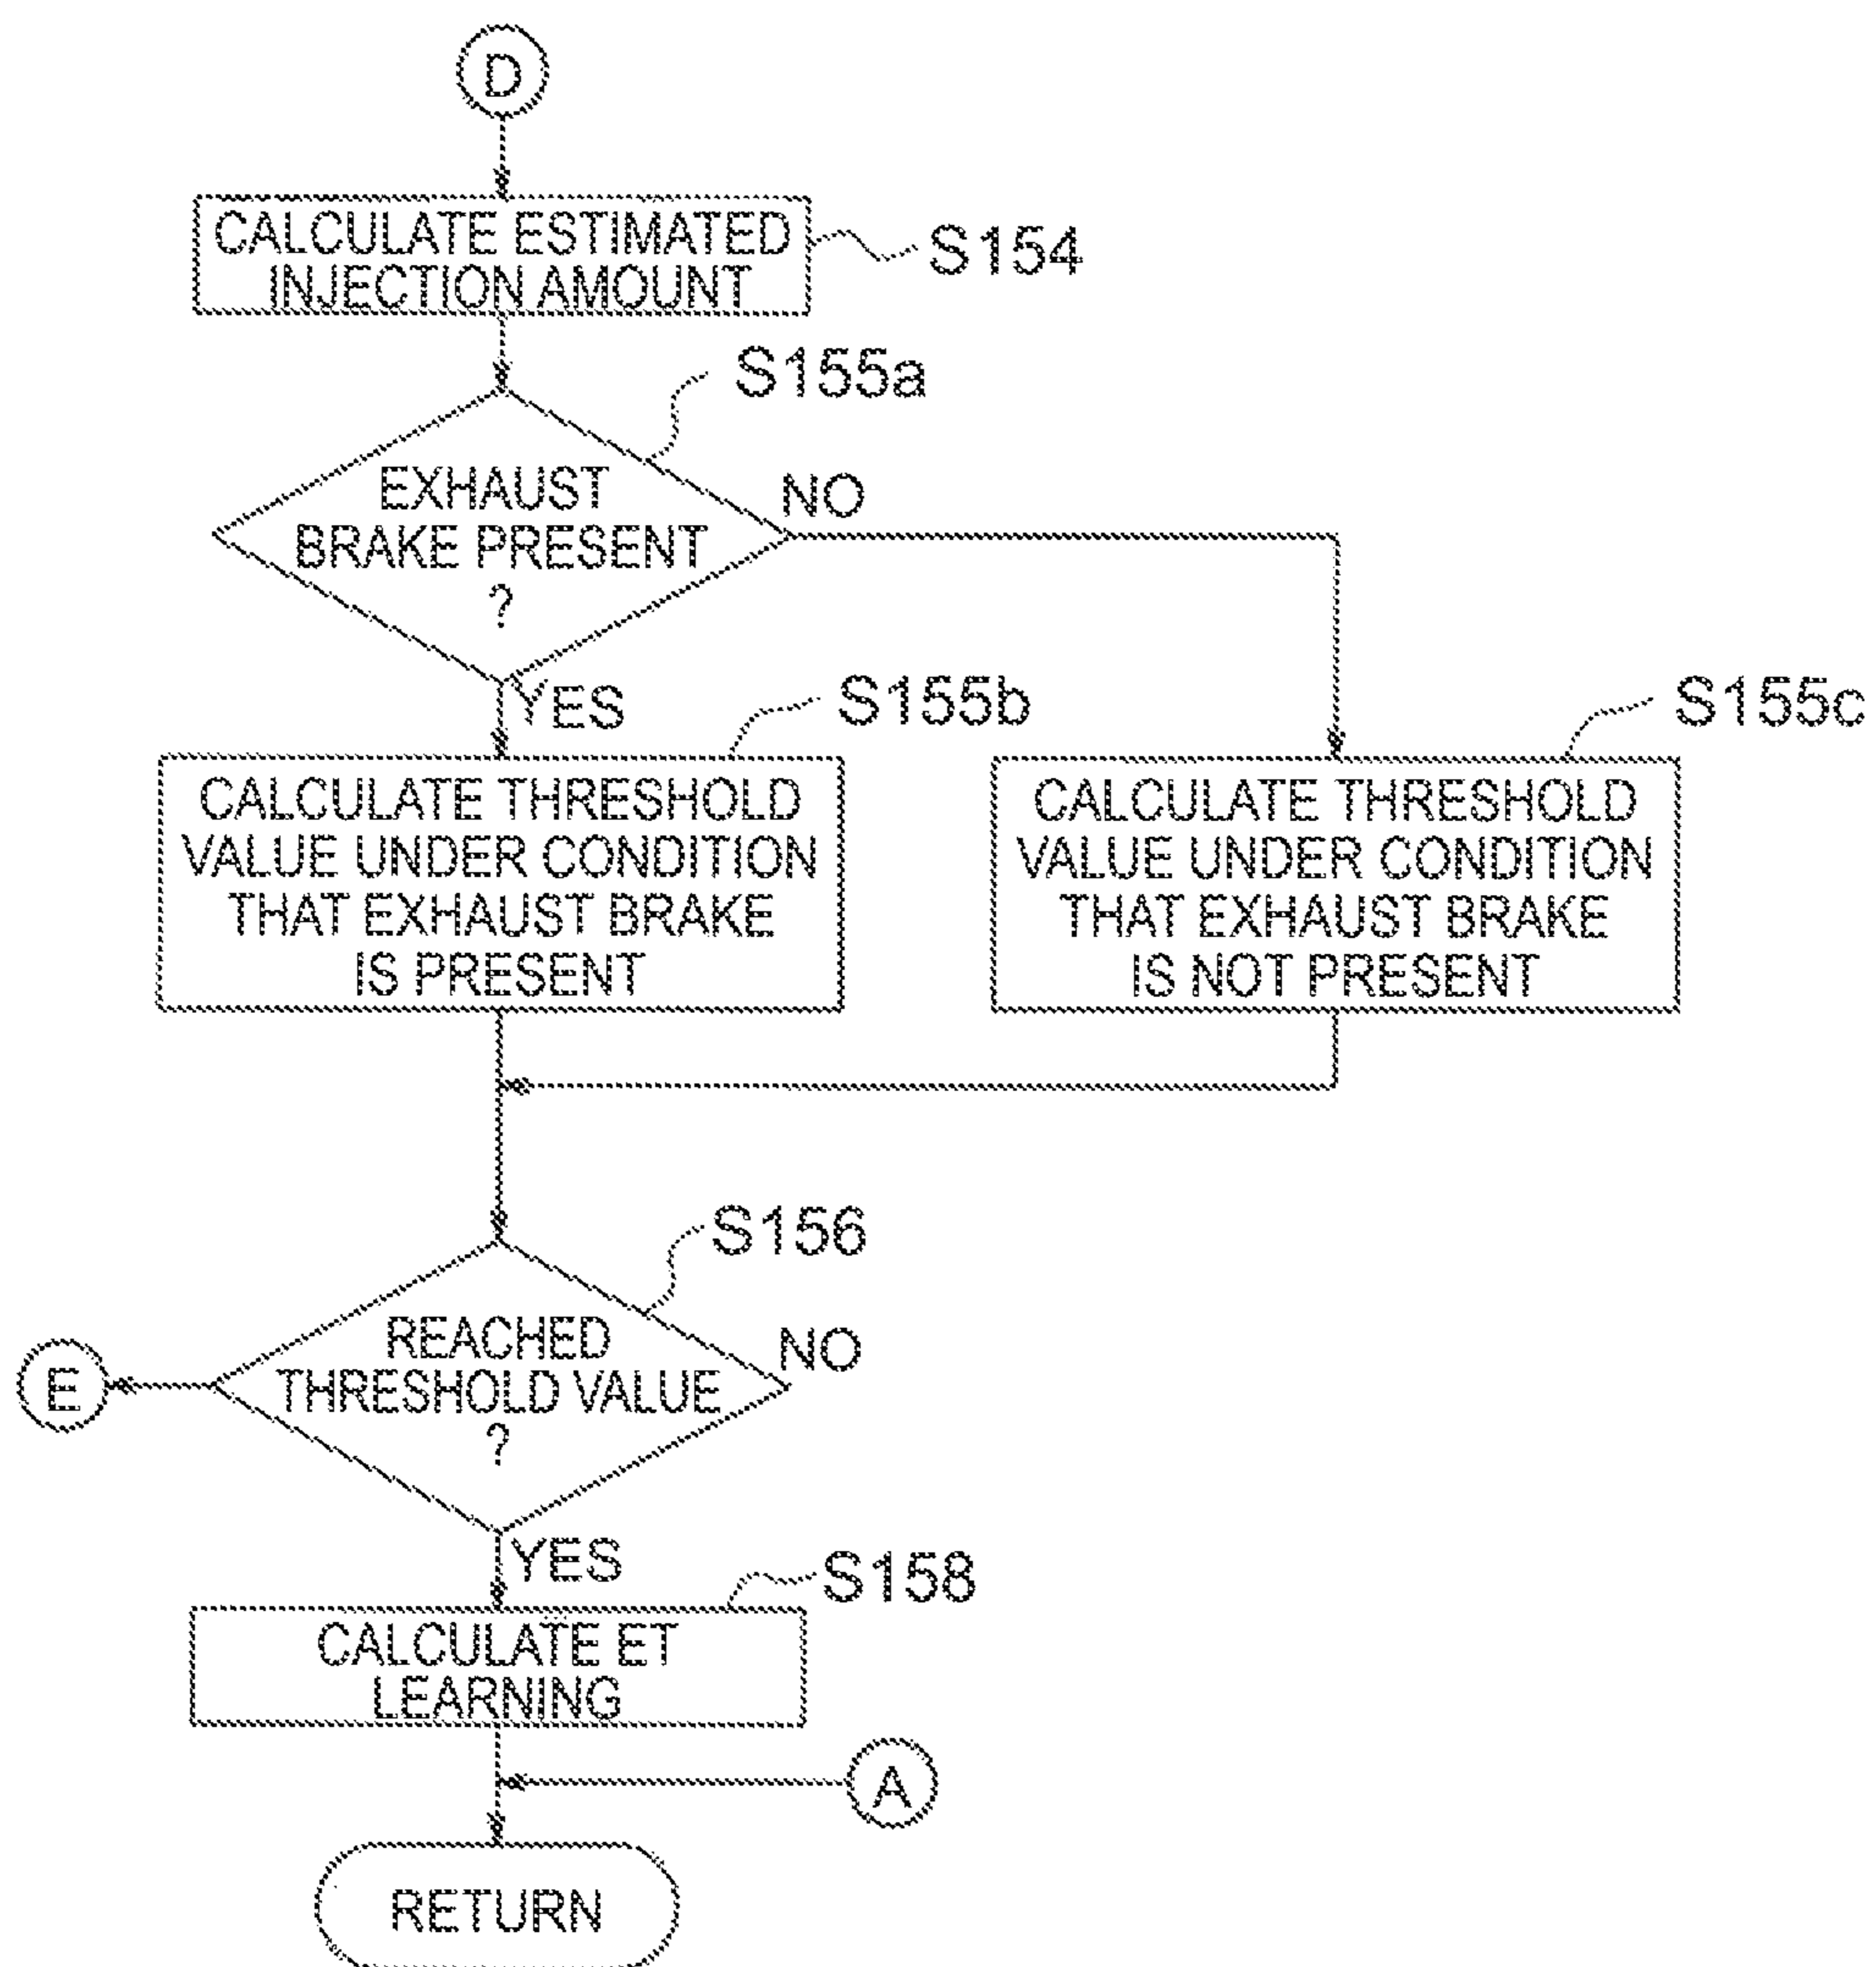 D
CALCULATE ESTIMATED
INJECTION AMOUNT
S154
S155a
EXHAUST
BRAKE PRESENT
?
NO
YES
S155b
S155c
CALCULATE THRESHOLD
VALUE UNDER CONDITION
THAT EXHAUST BRAKE
IS PRESENT
CALCULATE THRESHOLD
VALUE UNDER CONDITION
THAT EXHAUST BRAKE
IS NOT PRESENT
S156
REACHED
THRESHOLD VALUE
?
NO
E
YES
S158
CALCULATE ET
LEARNING
A
RETURN